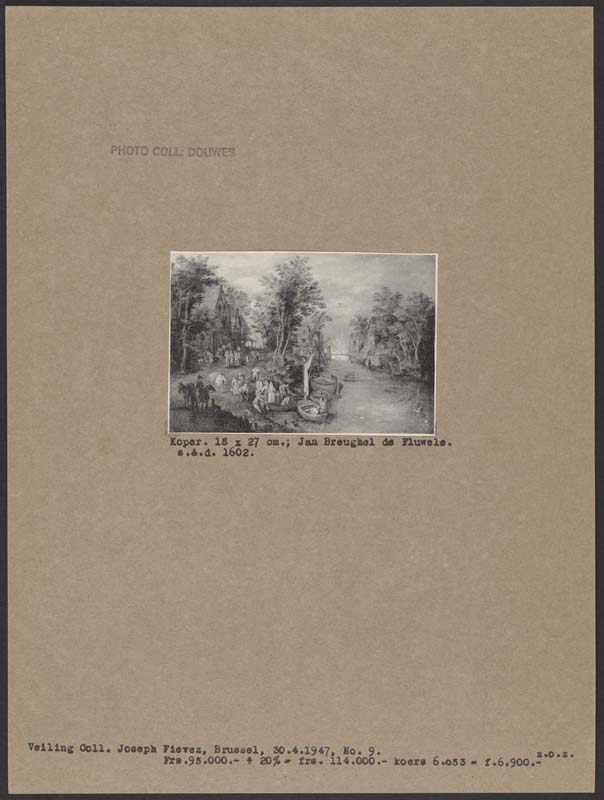 PHOTO COLL: DOUWES
Koper. 18 x 27 cm.; Jan Breughel de Fluwele.
s.&.d. 1602.
Veiling Coll. Joseph Fievez, Brussel, 30.4.1947, No. 9.
z.o.z.
Frs.95.000.- + 20% = frs. 114.000.- koers 6.053 = f.6.900.-